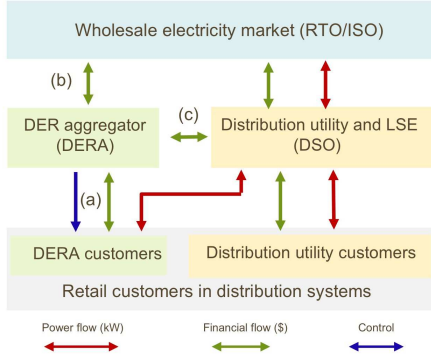 Wholesale electricity market (RTO/ISO)
(b)
(c)
DER aggregator
(DERA)
Distribution utility and LSE
(DSO)
(a)
DERA customers
Distribution utility customers
Retail customers in distribution systems
Power flow (kW)
Financial flow ($)
Control